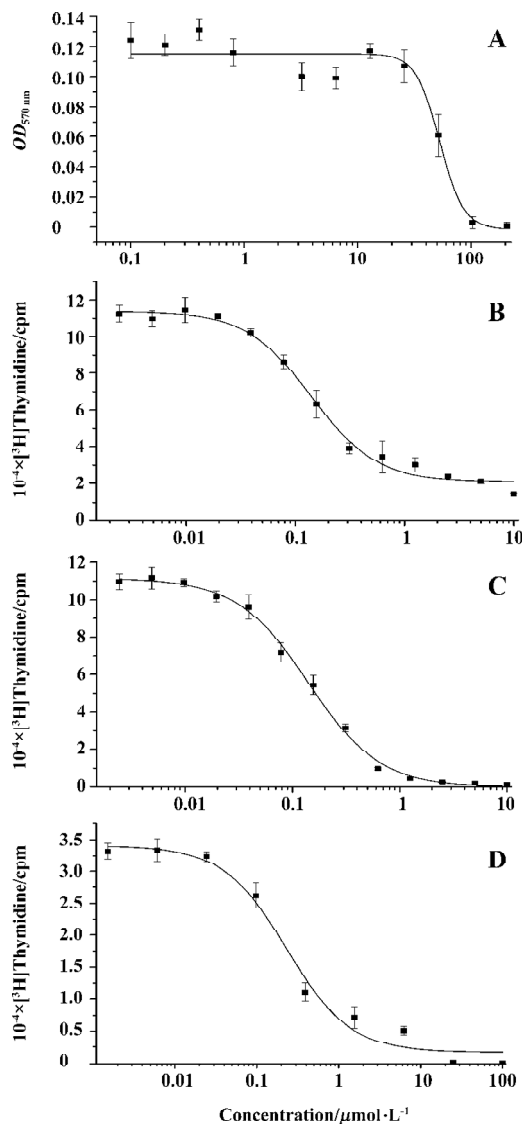 0.14
A
0.12
0.10
0.08
0.06
0.04
0.02
0
OD570 nm
0.1 1 10 100
12
B
10
8
6
4
2
0
10⁻⁴×[³H]Thymidine/cpm
0.01 0.1 1 10
12
C
10
8
6
4
2
0
10⁻⁴×[³H]Thymidine/cpm
0.01 0.1 1 10
3.5
D
3.0
2.5
2.0
1.5
1.0
0.5
0
10⁻⁴×[³H]Thymidine/cpm
0.01 0.1 1 10 100
Concentration/μmol·L⁻¹